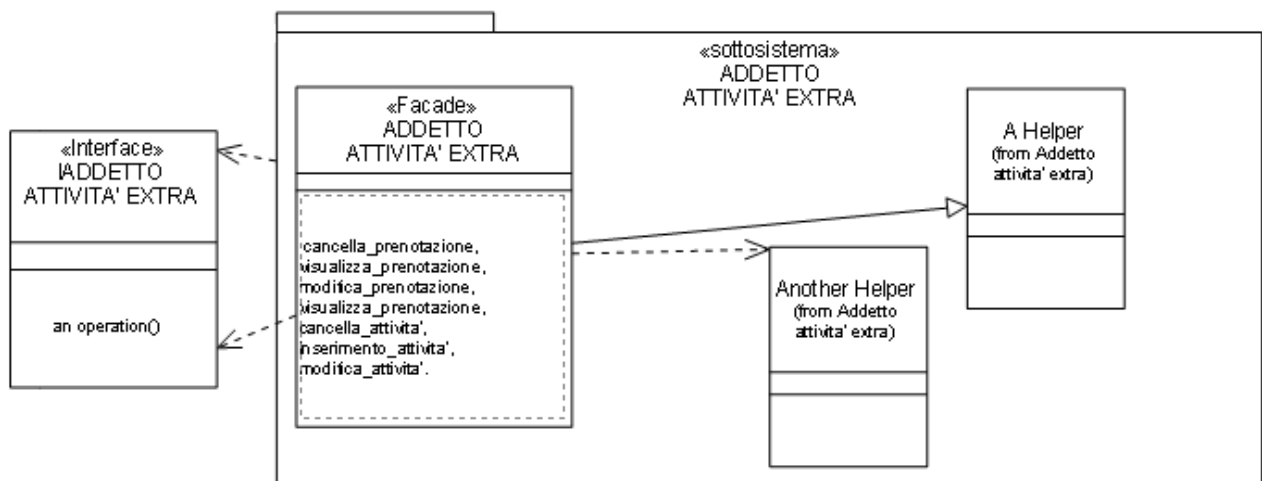 «sottosistema»
ADDETTO
ATTIVITA' EXTRA
«Interface»
IADDETTO
ATTIVITA' EXTRA
an operation()
«Facade»
ADDETTO
ATTIVITA' EXTRA
cancella_prenotazione,
visualizza_prenotazione,
modifica_prenotazione,
visualizza_prenotazione,
cancella_attivita',
inserimento_attivita',
modifica_attivita'.
Another Helper
(from Addetto
attivita' extra)
A Helper
(from Addetto
attivita' extra)